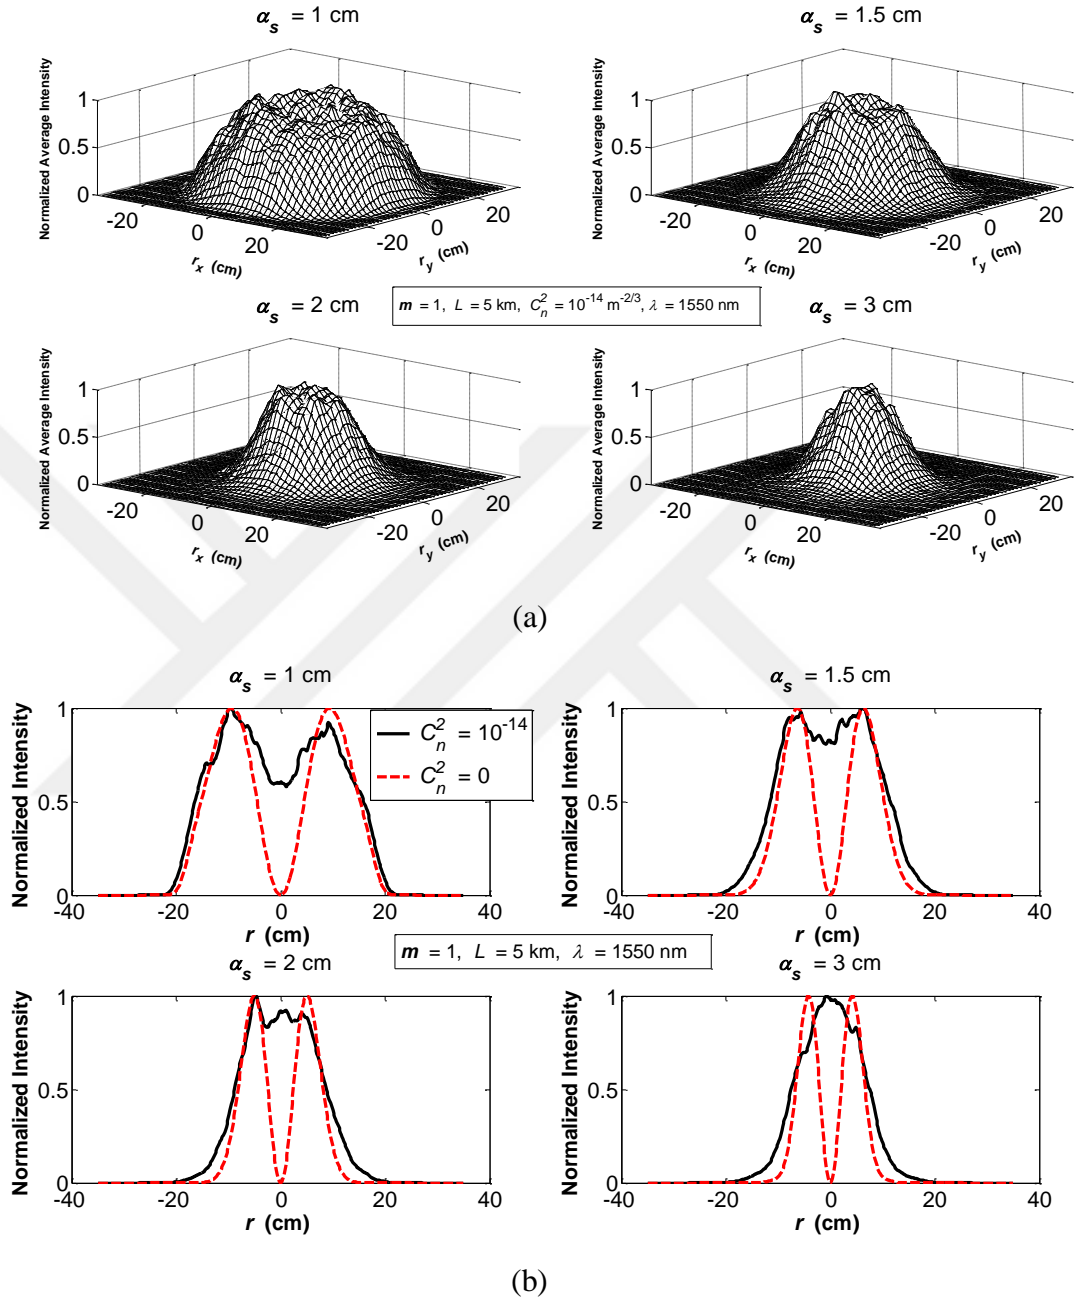 α_s = 1 cm
α_s = 1.5 cm
Normalized Average Intensity
1
0.5
0
-20
0
20
r_x (cm)
-20
0
20
r_y (cm)
Normalized Average Intensity
1
0.5
0
-20
0
20
r_x (cm)
-20
0
20
r_y (cm)
α_s = 2 cm
m = 1, L = 5 km, C_n^2 = 10^-14 m^-2/3, λ = 1550 nm
α_s = 3 cm
Normalized Average Intensity
1
0.5
0
-20
0
20
r_x (cm)
-20
0
20
r_y (cm)
Normalized Average Intensity
1
0.5
0
-20
0
20
r_x (cm)
-20
0
20
r_y (cm)
(a)
α_s = 1 cm
α_s = 1.5 cm
Normalized Intensity
1
0.5
0
-40 -20 0 20 40
r (cm)
C_n^2 = 10^-14
C_n^2 = 0
Normalized Intensity
1
0.5
0
-40 -20 0 20 40
r (cm)
α_s = 2 cm
m = 1, L = 5 km, λ = 1550 nm
α_s = 3 cm
Normalized Intensity
1
0.5
0
-40 -20 0 20 40
r (cm)
Normalized Intensity
1
0.5
0
-40 -20 0 20 40
r (cm)
(b)